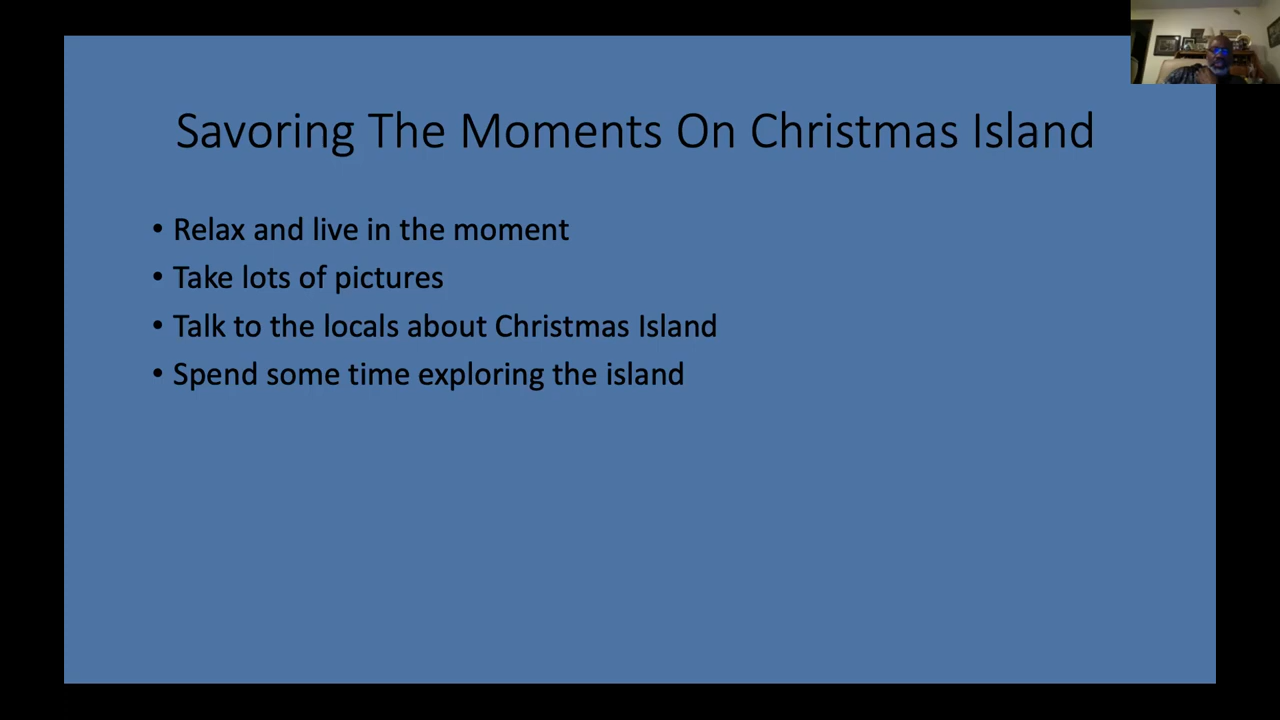 Savoring The Moments On Christmas Island
• Relax and live in the moment
• Take lots of pictures
• Talk to the locals about Christmas Island
• Spend some time exploring the island